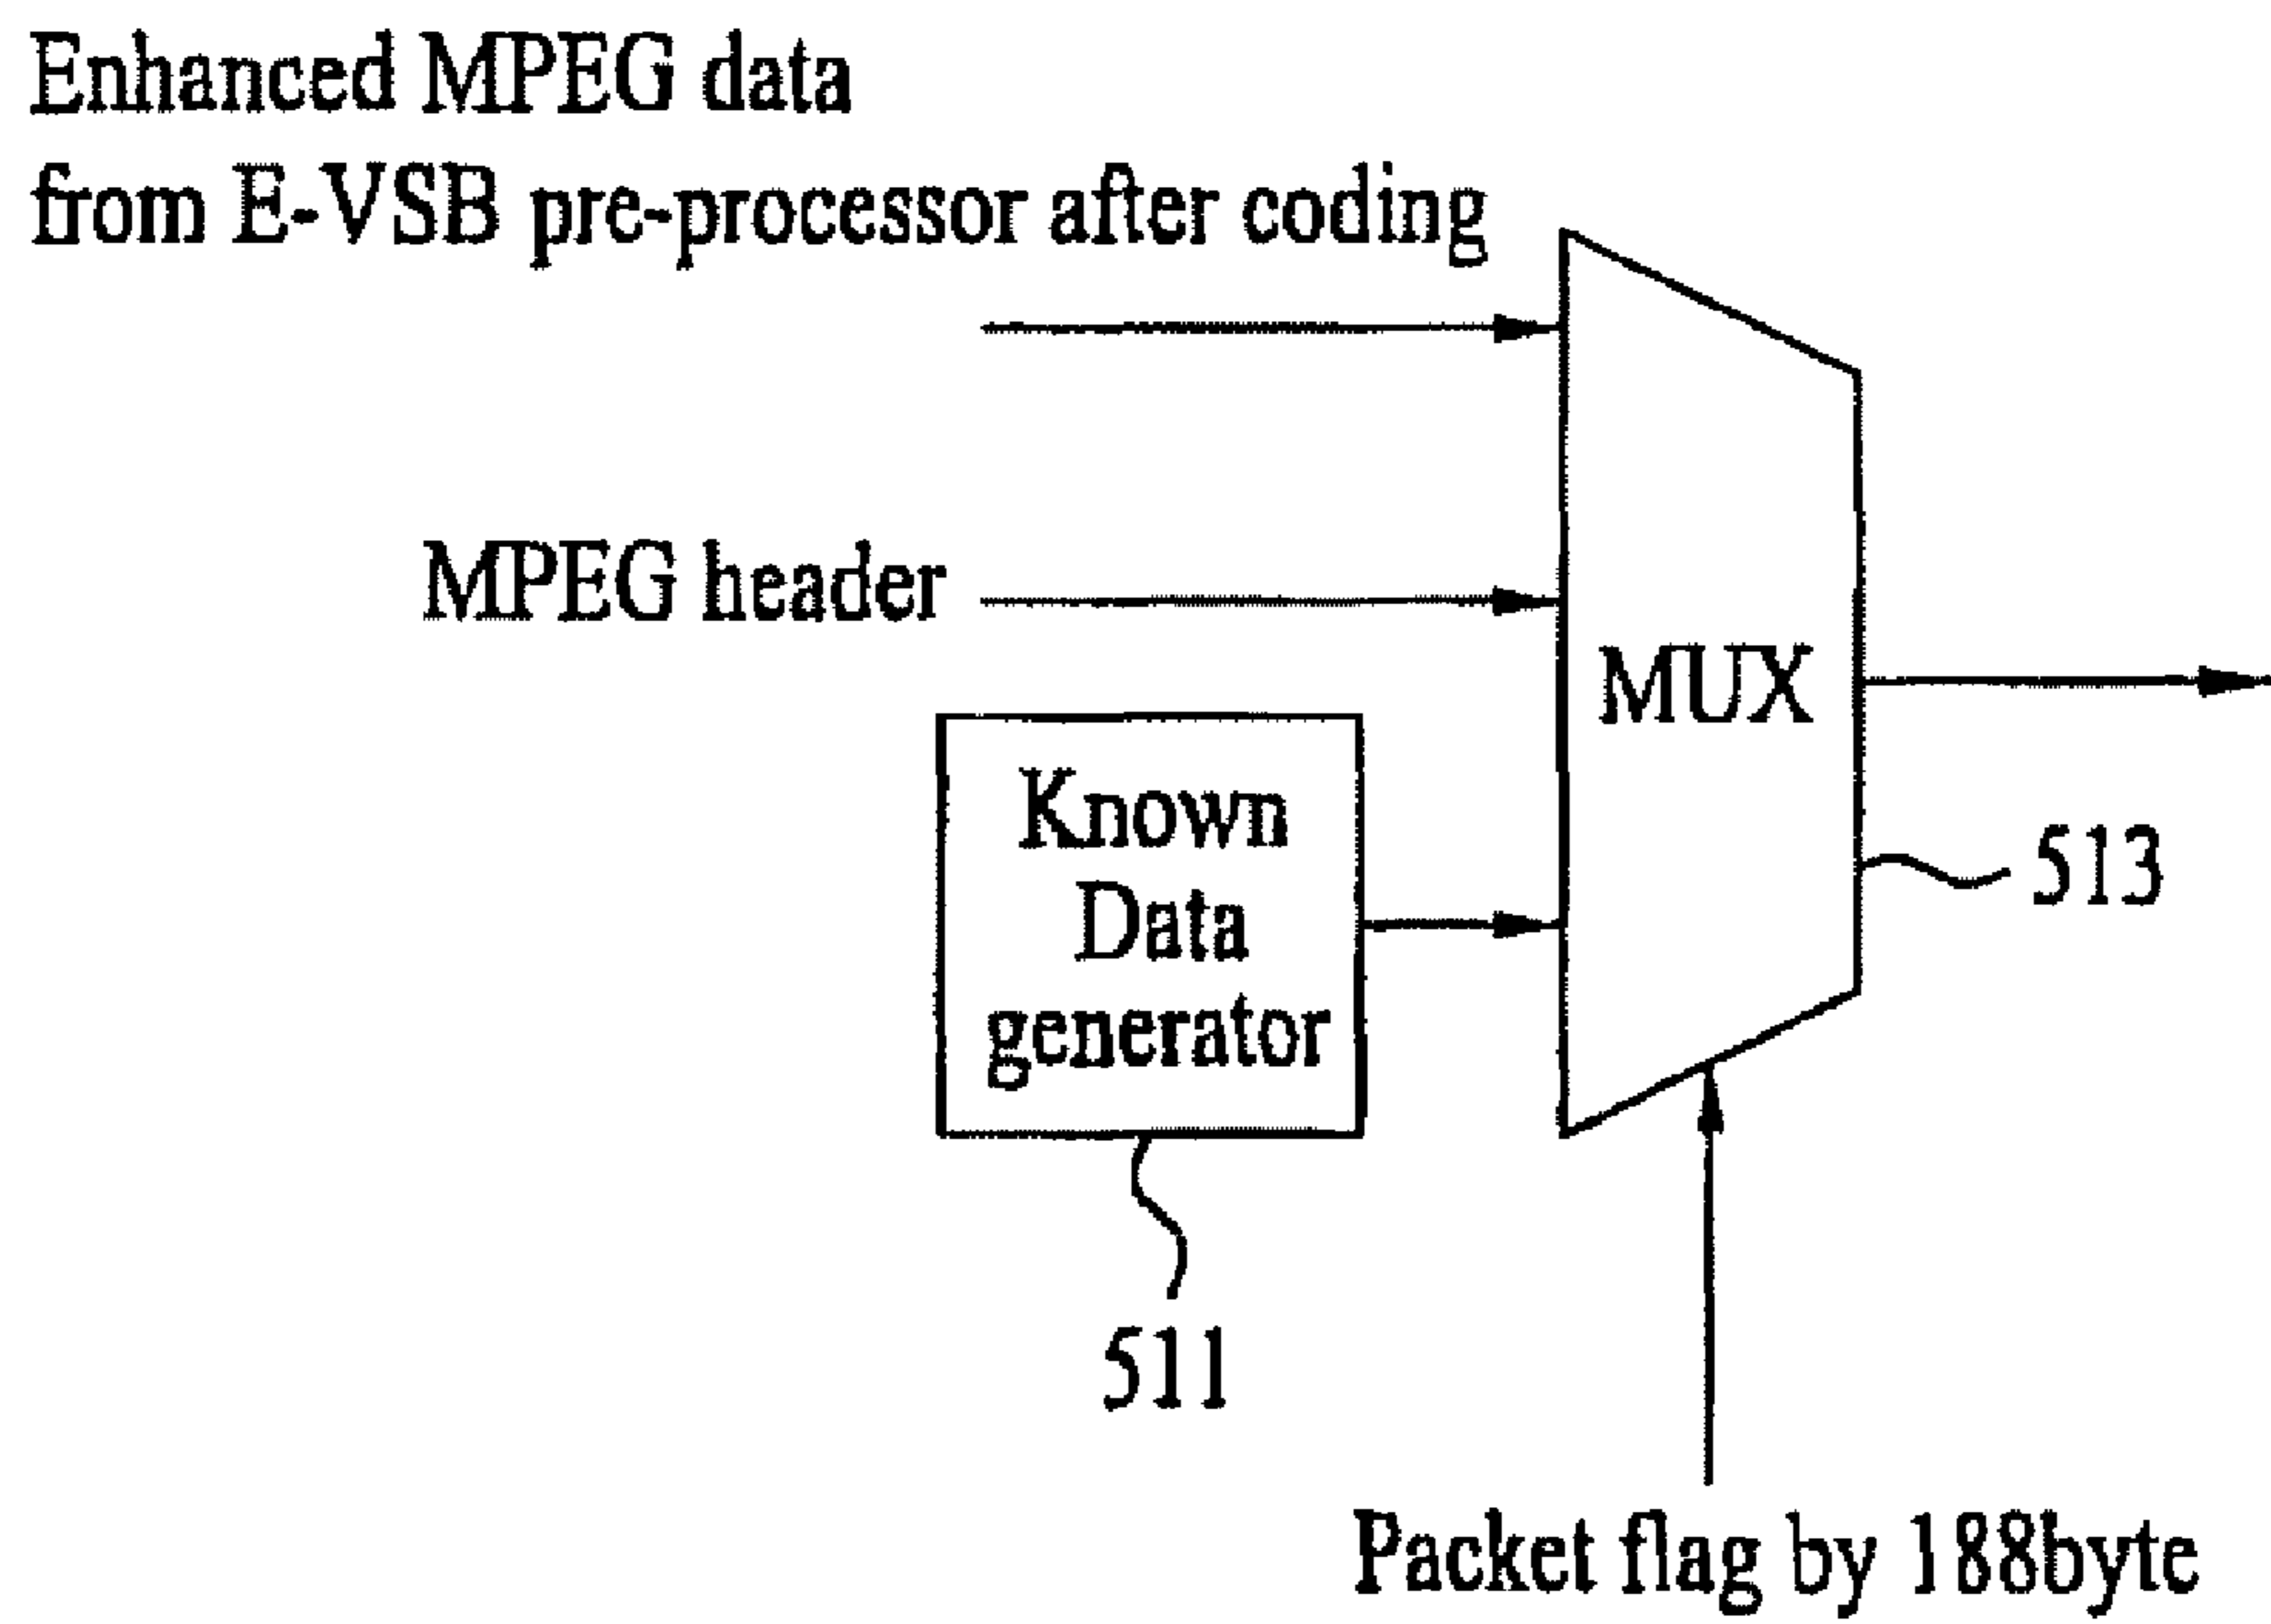 Enhanced MPEG data
from E-VSB pre-processor after coding
MPEG header
MUX
Known
Data
generator
513
511
Packet flag by 188byte